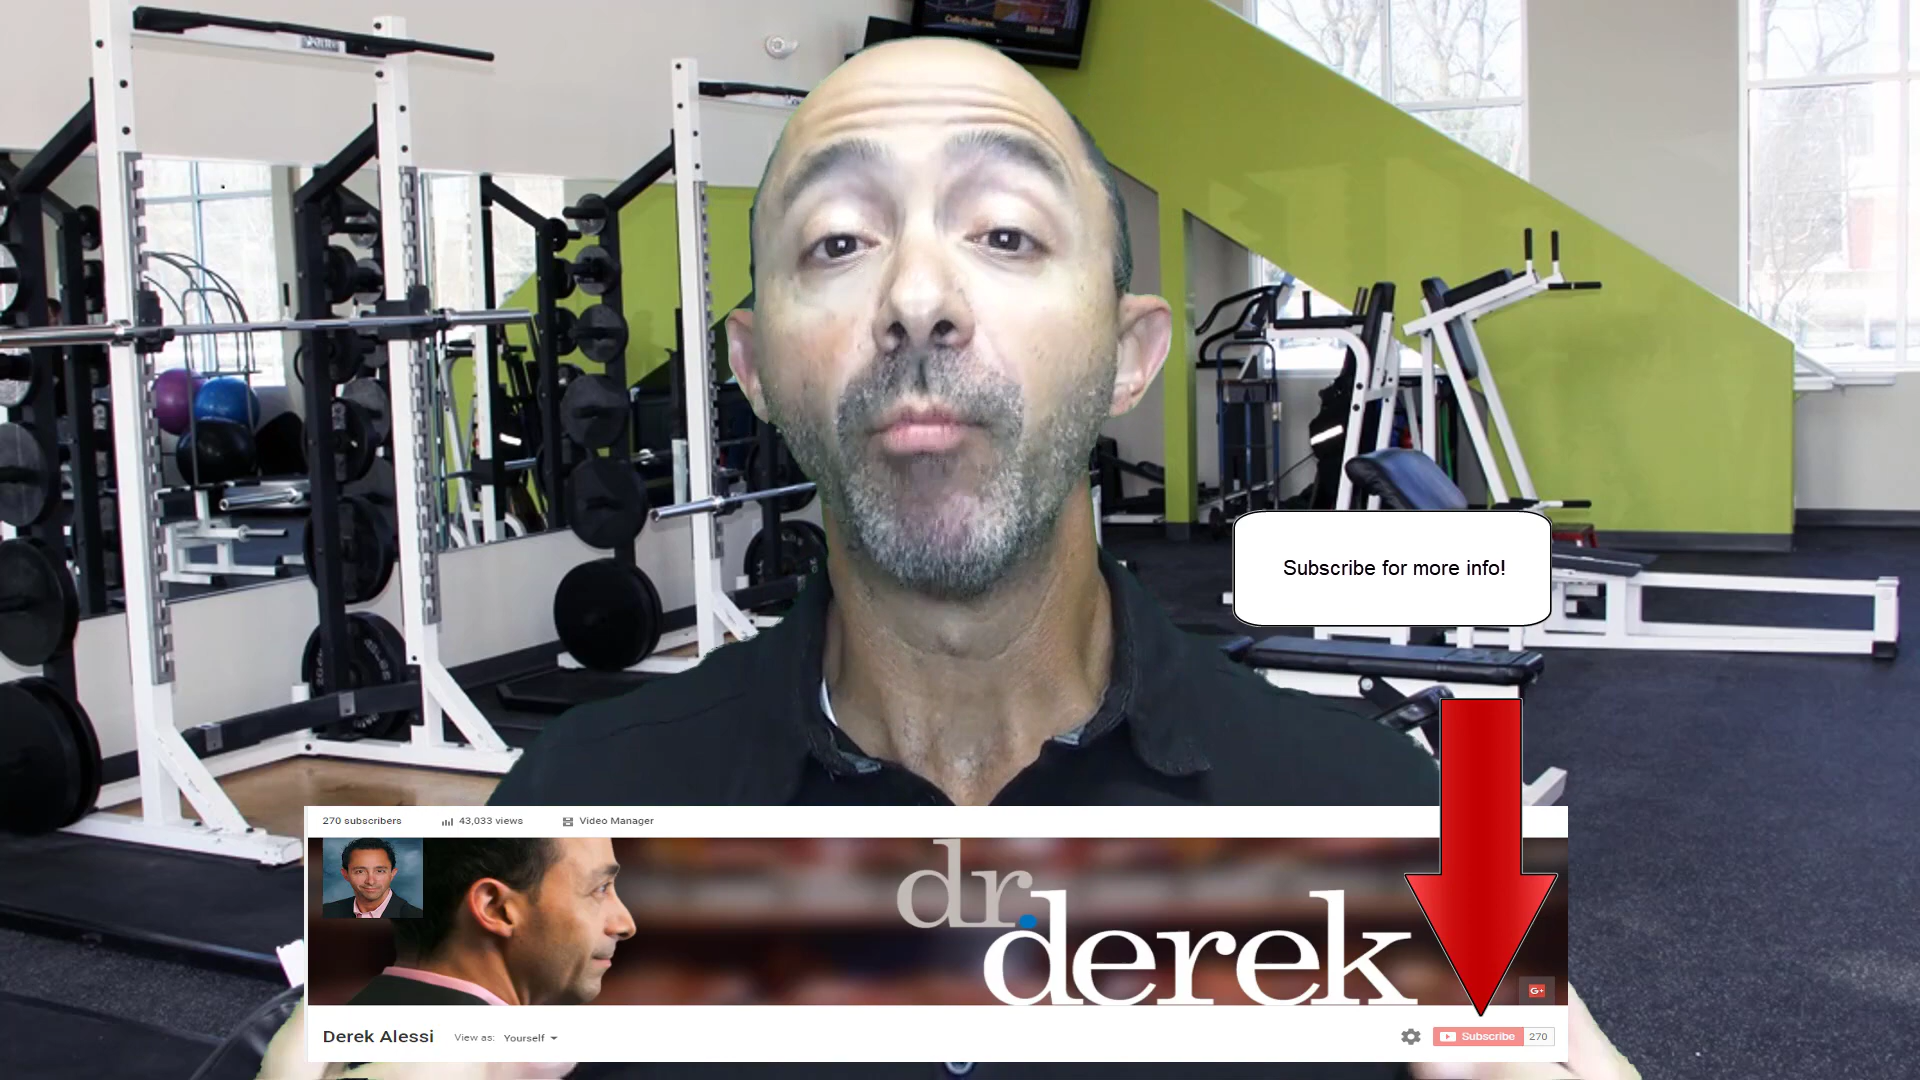 Subscribe for more info!
270 subscribers 43,033 views Video Manager
dr.
derek
G+
Derek Alessi View as: Yourself Subscribe 270